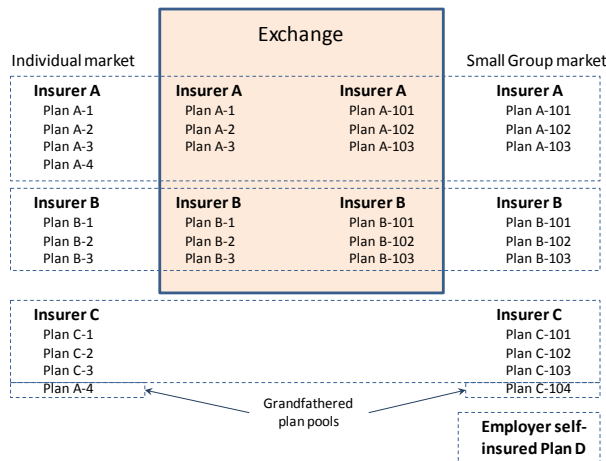 Exchange
Individual market
Small Group market
Insurer A
Plan A-1
Plan A-2
Plan A-3
Plan A-4
Insurer A
Plan A-1
Plan A-2
Plan A-3
Insurer A
Plan A-101
Plan A-102
Plan A-103
Insurer A
Plan A-101
Plan A-102
Plan A-103
Insurer B
Plan B-1
Plan B-2
Plan B-3
Insurer B
Plan B-1
Plan B-2
Plan B-3
Insurer B
Plan B-101
Plan B-102
Plan B-103
Insurer B
Plan B-101
Plan B-102
Plan B-103
Insurer C
Plan C-1
Plan C-2
Plan C-3
Plan A-4
Insurer C
Plan C-101
Plan C-102
Plan C-103
Plan C-104
Grandfathered
plan pools
Employer self-
insured Plan D